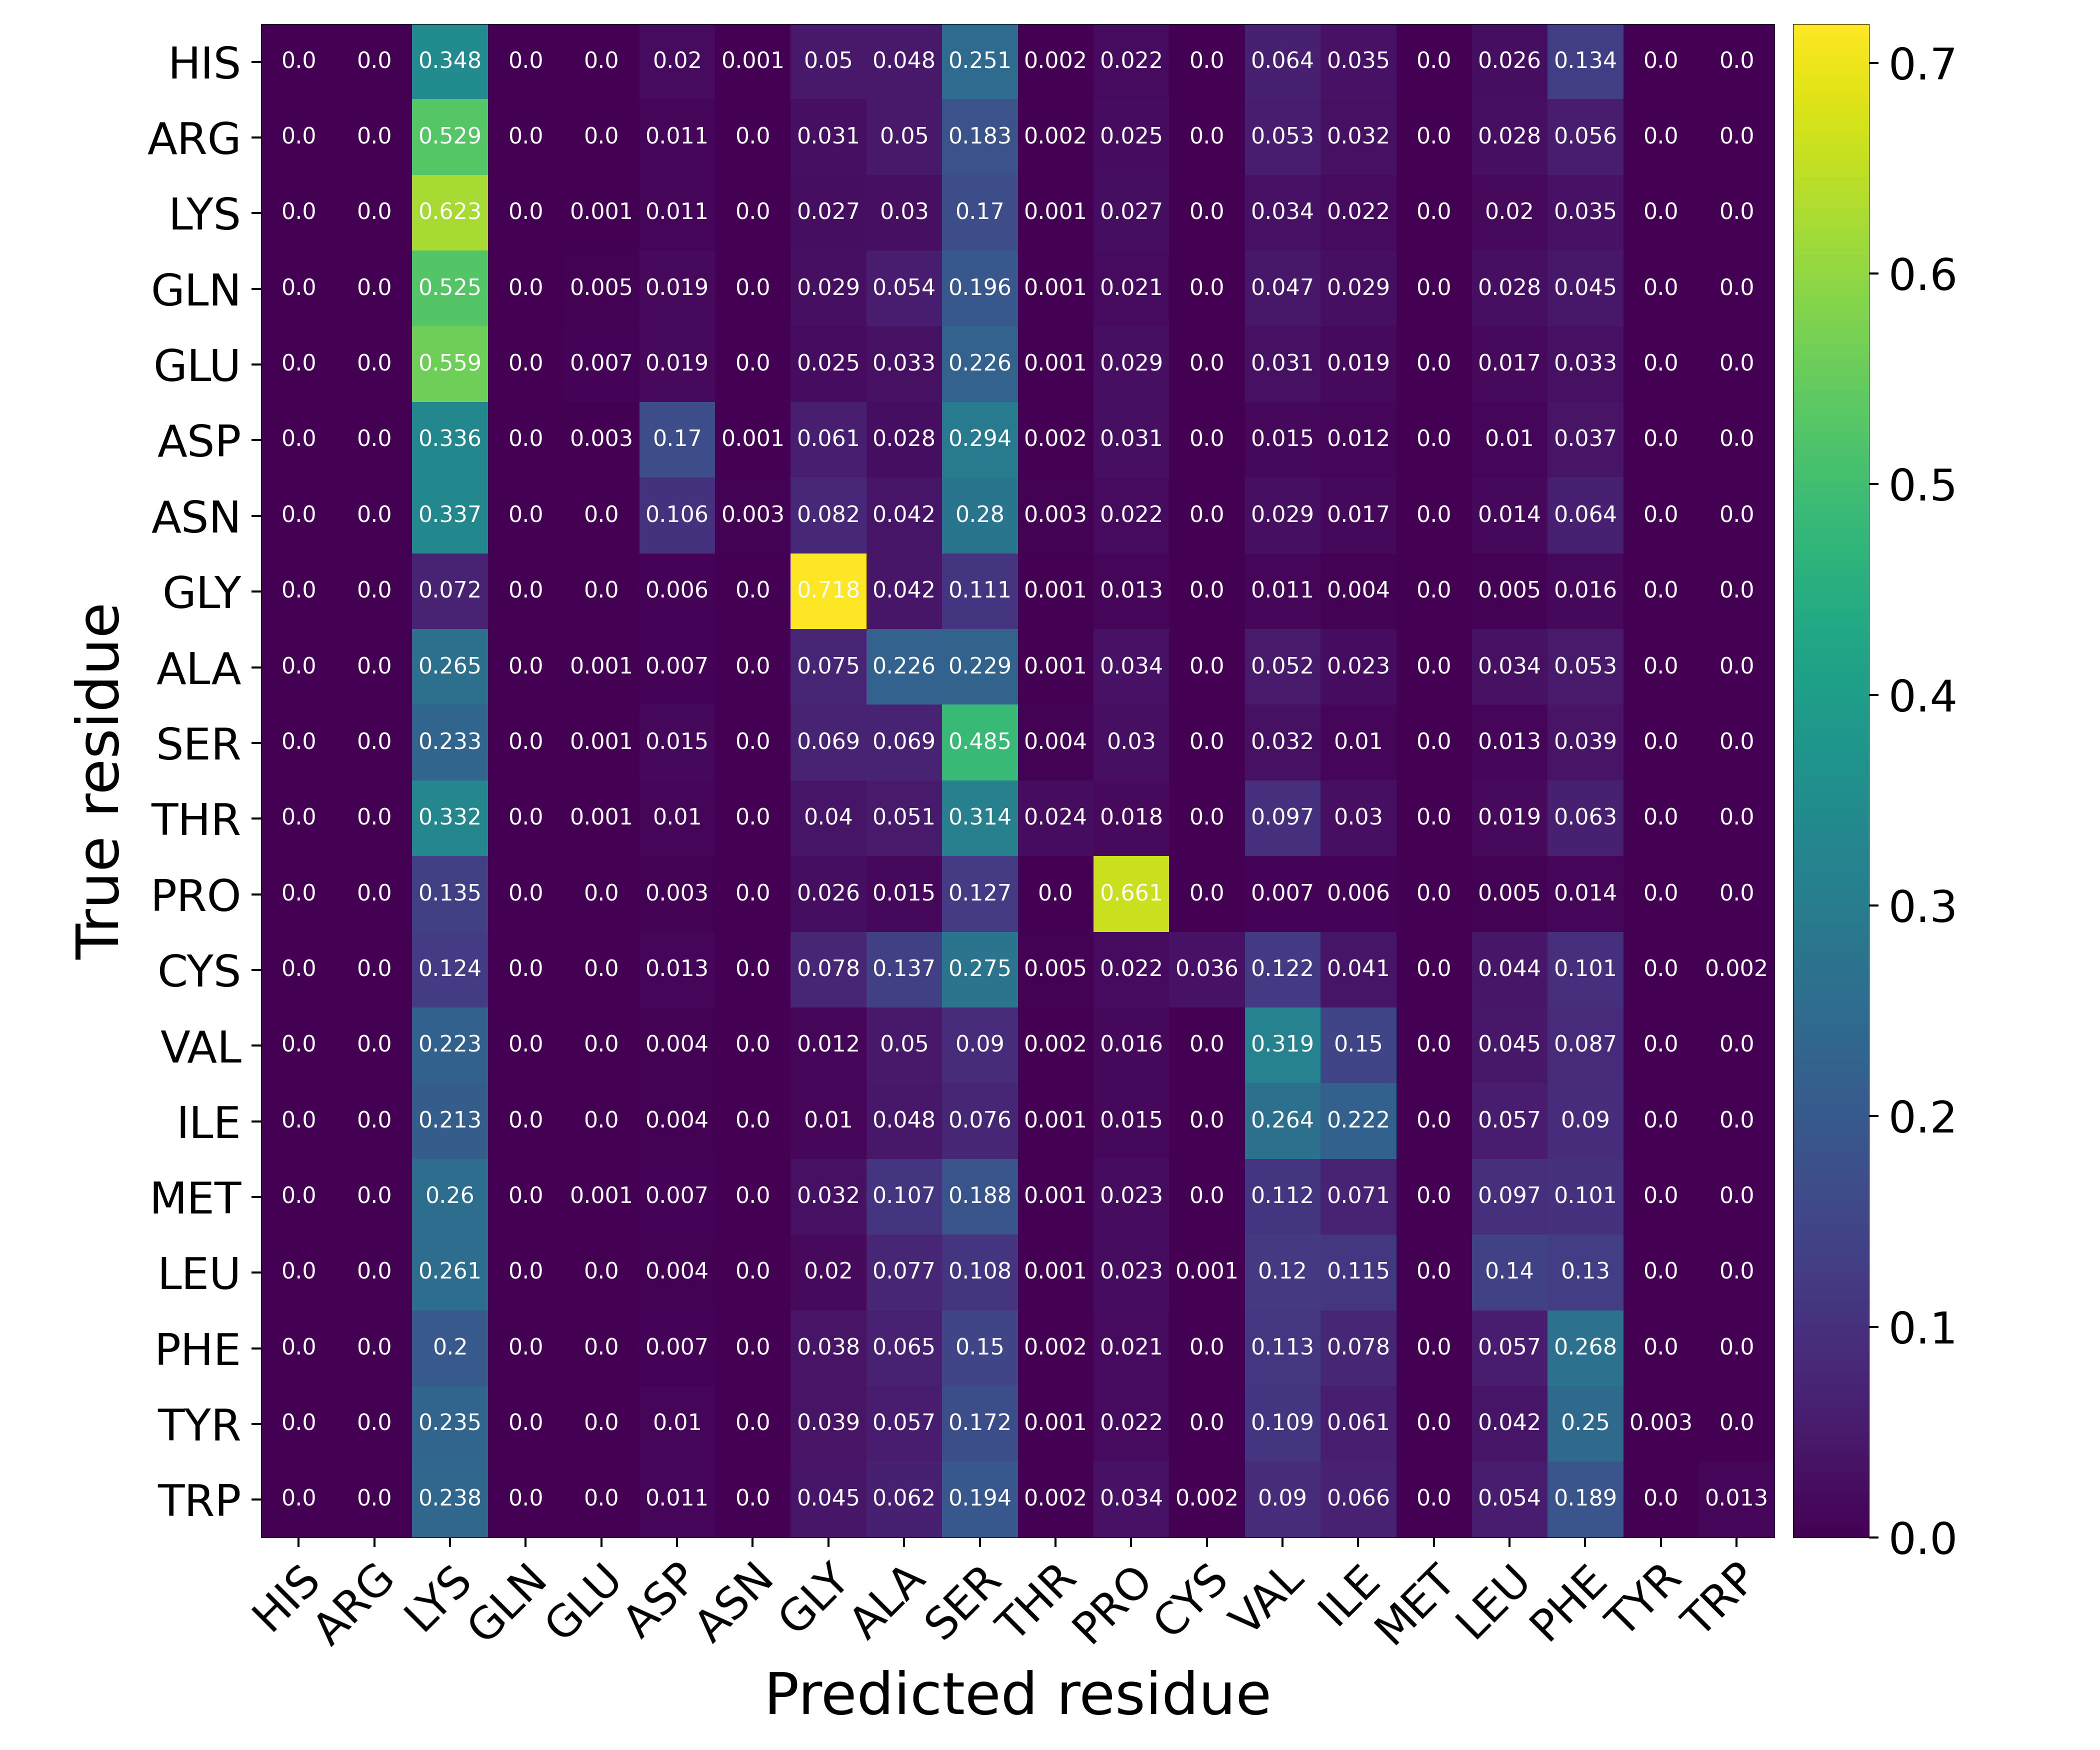 HIS 0.0 0.0 0.348 0.0 0.0 0.02 0.001 0.05 0.048 0.251 0.002 0.022 0.0 0.064 0.035 0.0 0.026 0.134 0.0 0.0
ARG 0.0 0.0 0.529 0.0 0.0 0.011 0.0 0.031 0.05 0.183 0.002 0.025 0.0 0.053 0.032 0.0 0.028 0.056 0.0 0.0
LYS 0.0 0.0 0.623 0.0 0.001 0.011 0.0 0.027 0.03 0.17 0.001 0.027 0.0 0.034 0.022 0.0 0.02 0.035 0.0 0.0
GLN 0.0 0.0 0.525 0.0 0.005 0.019 0.0 0.029 0.054 0.196 0.001 0.021 0.0 0.047 0.029 0.0 0.028 0.045 0.0 0.0
GLU 0.0 0.0 0.559 0.0 0.007 0.019 0.0 0.025 0.033 0.226 0.001 0.029 0.0 0.031 0.019 0.0 0.017 0.033 0.0 0.0
ASP 0.0 0.0 0.336 0.0 0.003 0.17 0.001 0.061 0.028 0.294 0.002 0.031 0.0 0.015 0.012 0.0 0.01 0.037 0.0 0.0
ASN 0.0 0.0 0.337 0.0 0.0 0.106 0.003 0.082 0.042 0.28 0.003 0.022 0.0 0.029 0.017 0.0 0.014 0.064 0.0 0.0
GLY 0.0 0.0 0.072 0.0 0.0 0.006 0.0 0.718 0.042 0.111 0.001 0.013 0.0 0.011 0.004 0.0 0.005 0.016 0.0 0.0
ALA 0.0 0.0 0.265 0.0 0.001 0.007 0.0 0.075 0.226 0.229 0.001 0.034 0.0 0.052 0.023 0.0 0.034 0.053 0.0 0.0
SER 0.0 0.0 0.233 0.0 0.001 0.015 0.0 0.069 0.069 0.485 0.004 0.03 0.0 0.032 0.01 0.0 0.013 0.039 0.0 0.0
THR 0.0 0.0 0.332 0.0 0.001 0.01 0.0 0.04 0.051 0.314 0.024 0.018 0.0 0.097 0.03 0.0 0.019 0.063 0.0 0.0
PRO 0.0 0.0 0.135 0.0 0.0 0.003 0.0 0.026 0.015 0.127 0.0 0.661 0.0 0.007 0.006 0.0 0.005 0.014 0.0 0.0
CYS 0.0 0.0 0.124 0.0 0.0 0.013 0.0 0.078 0.137 0.275 0.005 0.022 0.036 0.122 0.041 0.0 0.044 0.101 0.0 0.002
VAL 0.0 0.0 0.223 0.0 0.0 0.004 0.0 0.012 0.05 0.09 0.002 0.016 0.0 0.319 0.15 0.0 0.045 0.087 0.0 0.0
ILE 0.0 0.0 0.213 0.0 0.0 0.004 0.0 0.01 0.048 0.076 0.001 0.015 0.0 0.264 0.222 0.0 0.057 0.09 0.0 0.0
MET 0.0 0.0 0.26 0.0 0.001 0.007 0.0 0.032 0.107 0.188 0.001 0.023 0.0 0.112 0.071 0.0 0.097 0.101 0.0 0.0
LEU 0.0 0.0 0.261 0.0 0.0 0.004 0.0 0.02 0.077 0.108 0.001 0.023 0.001 0.12 0.115 0.0 0.14 0.13 0.0 0.0
PHE 0.0 0.0 0.2 0.0 0.0 0.007 0.0 0.038 0.065 0.15 0.002 0.021 0.0 0.113 0.078 0.0 0.057 0.268 0.0 0.0
TYR 0.0 0.0 0.235 0.0 0.0 0.01 0.0 0.039 0.057 0.172 0.001 0.022 0.0 0.109 0.061 0.0 0.042 0.25 0.003 0.0
TRP 0.0 0.0 0.238 0.0 0.0 0.011 0.0 0.045 0.062 0.194 0.002 0.034 0.002 0.09 0.066 0.0 0.054 0.189 0.0 0.013
HIS ARG LYS GLN GLU ASP ASN GLY ALA SER THR PRO CYS VAL ILE MET LEU PHE TYR TRP
Predicted residue
True residue
0.7
0.6
0.5
0.4
0.3
0.2
0.1
0.0